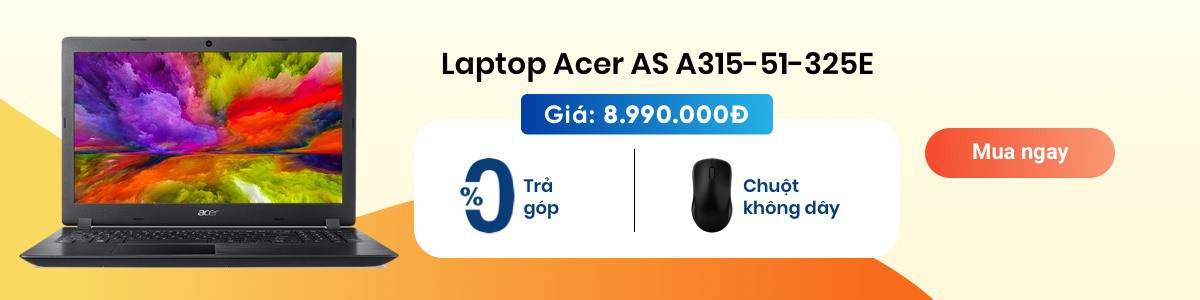 Laptop Acer AS A315-51-325E
Giá: 8.990.000Đ
%0
Trả
góp
Chuột
không dây
Mua ngay
acer